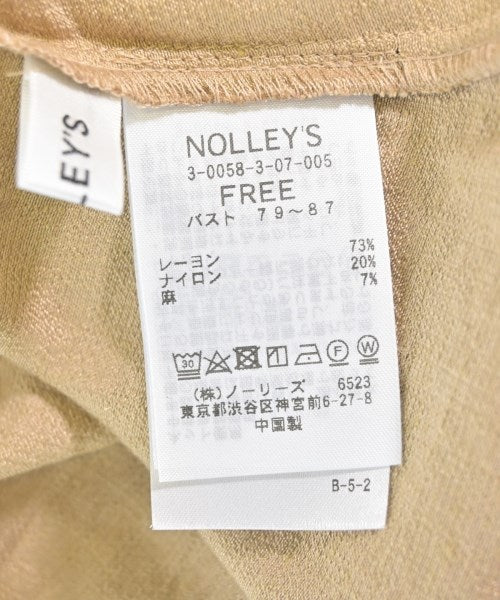 LEY'S
NOLLEY'S
3-0058-3-07-005
FREE
バスト 79～87
レーヨン 73%
ナイロン 20%
麻 7%
30 F W
(株)ノーリーズ 6523
東京都渋谷区神宮前6-27-8
中国製
B-5-2